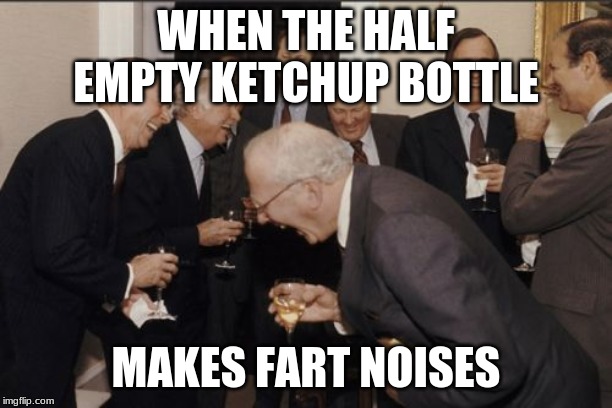 WHEN THE HALF
EMPTY KETCHUP BOTTLE
MAKES FART NOISES
imgflip.com